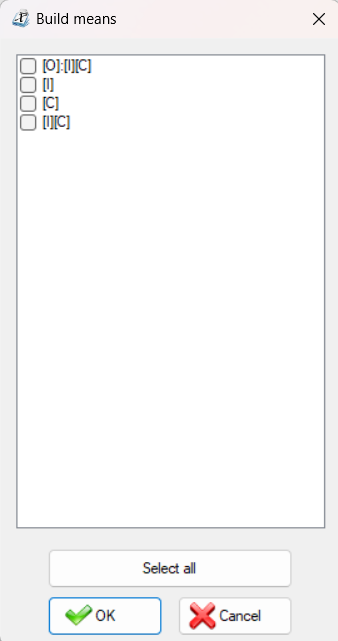 Build means
[O]:[I][C]
[I]
[C]
[I][C]
Select all
OK
Cancel